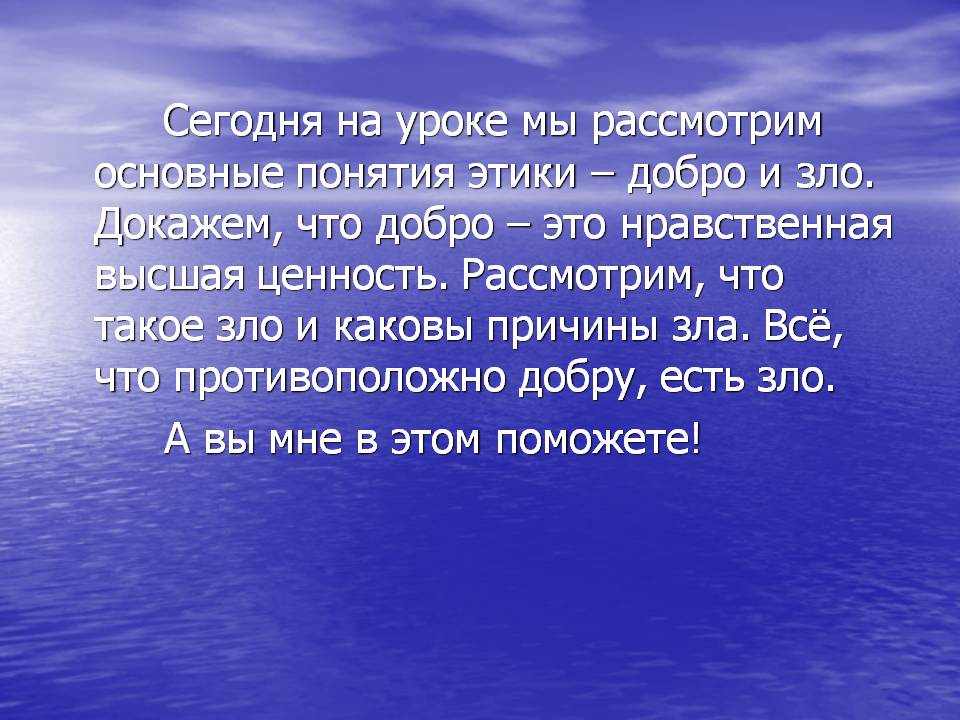 Сегодня на уроке мы рассмотрим
основные понятия этики – добро и зло.
Докажем, что добро – это нравственная
высшая ценность. Рассмотрим, что
такое зло и каковы причины зла. Всё,
что противоположно добру, есть зло.
А вы мне в этом поможете!